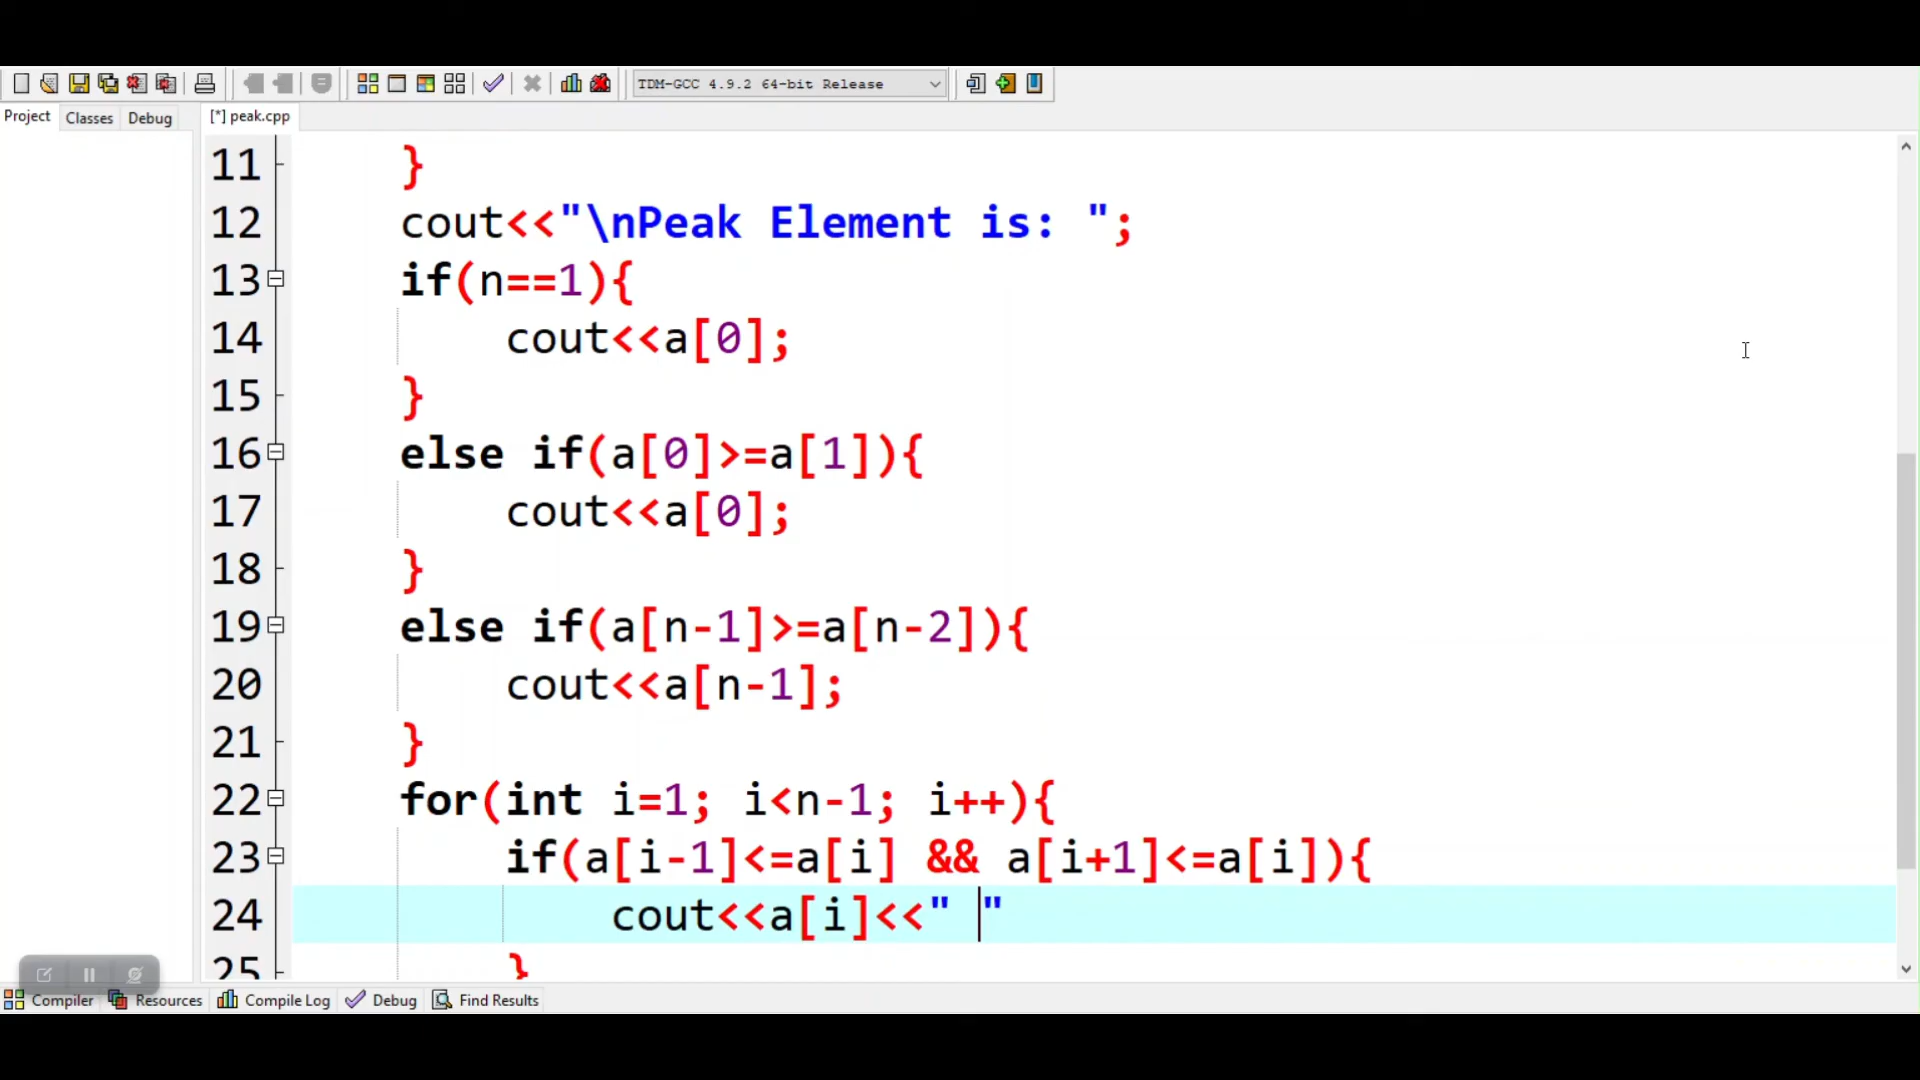 TDM-GCC 4.9.2 64-bit Release
Project Classes Debug [*] peak.cpp
11 }
12 cout<<"\nPeak Element is: ";
13 if(n==1){
14 cout<<a[0];
15 }
16 else if(a[0]>=a[1]){
17 cout<<a[0];
18 }
19 else if(a[n-1]>=a[n-2]){
20 cout<<a[n-1];
21 }
22 for(int i=1; i<n-1; i++){
23 if(a[i-1]<=a[i] && a[i+1]<=a[i]){
24 cout<<a[i]<<" "
25 }
Compiler Resources Compile Log Debug Find Results